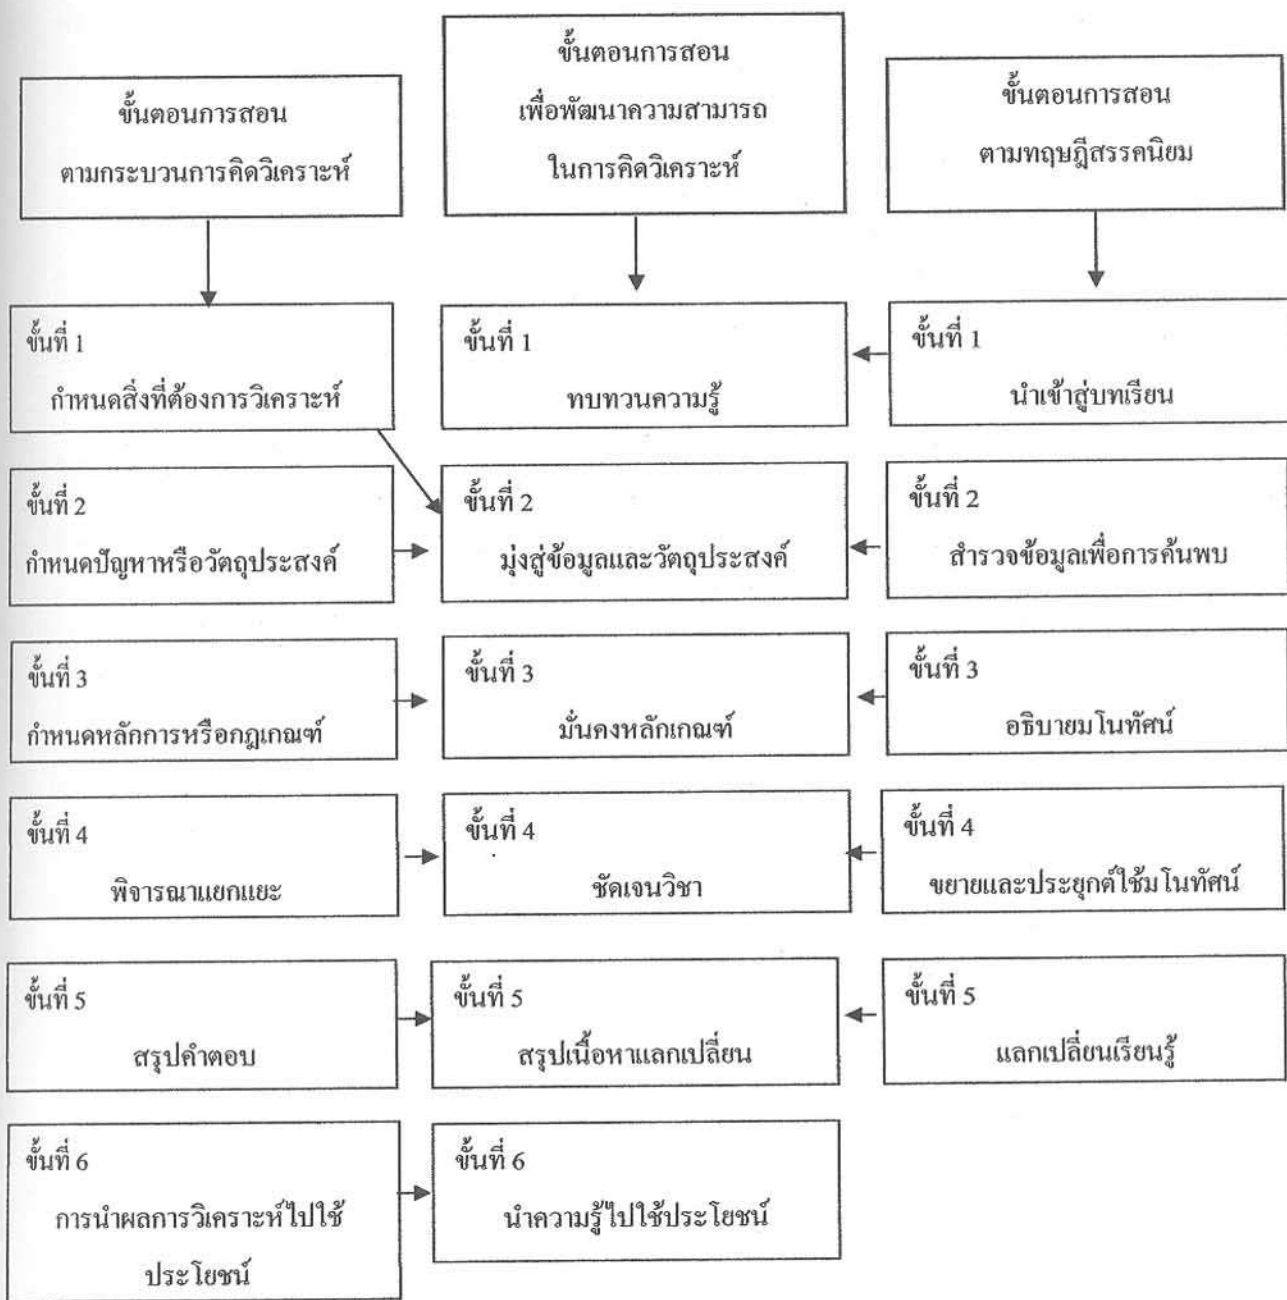 ขั้นตอนการสอน
ตามกระบวนการคิดวิเคราะห์
ขั้นตอนการสอน
เพื่อพัฒนาความสามารถ
ในการคิดวิเคราะห์
ขั้นตอนการสอน
ตามทฤษฎีสรรคนิยม
ขั้นที่ 1
กำหนดสิ่งที่ต้องการวิเคราะห์
ขั้นที่ 1
ทบทวนความรู้
ขั้นที่ 1
นำเข้าสู่บทเรียน
ขั้นที่ 2
กำหนดปัญหาหรือวัตถุประสงค์
ขั้นที่ 2
มุ่งสู่ข้อมูลและวัตถุประสงค์
ขั้นที่ 2
สำรวจข้อมูลเพื่อการค้นพบ
ขั้นที่ 3
กำหนดหลักการหรือกฎเกณฑ์
ขั้นที่ 3
มั่นคงหลักเกณฑ์
ขั้นที่ 3
อธิบายมโนทัศน์
ขั้นที่ 4
พิจารณาแยกแยะ
ขั้นที่ 4
ชัดเจนวิชา
ขั้นที่ 4
ขยายและประยุกต์ใช้มโนทัศน์
ขั้นที่ 5
สรุปคำตอบ
ขั้นที่ 5
สรุปเนื้อหาแลกเปลี่ยน
ขั้นที่ 5
แลกเปลี่ยนเรียนรู้
ขั้นที่ 6
การนำผลการวิเคราะห์ไปใช้
ประโยชน์
ขั้นที่ 6
นำความรู้ไปใช้ประโยชน์